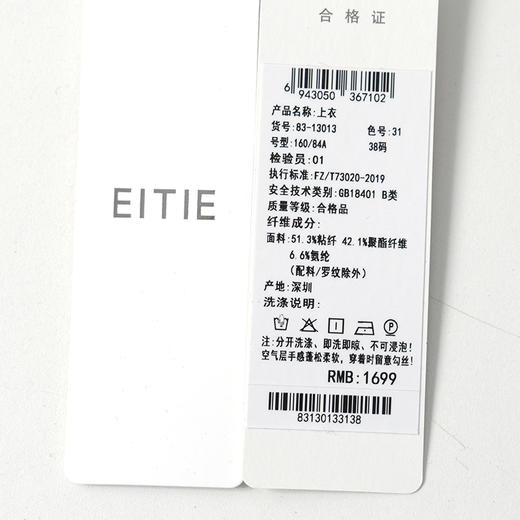 合格证
EITIE
6 943050 367102
产品名称:上衣
货号:83-13013 色号:31
号型:160/84A 38码
检验员:01
执行标准:FZ/T73020-2019
安全技术类别:GB18401 B类
质量等级:合格品
纤维成分:
面料:51.3%粘纤 42.1%聚酯纤维
6.6%氨纶
(配料/罗纹除外)
产地:深圳
洗涤说明:
注:分开洗涤、即洗即晾、不可浸泡!
空气层手感蓬松柔软,穿着时留意勾丝!
RMB:1699
83130133138